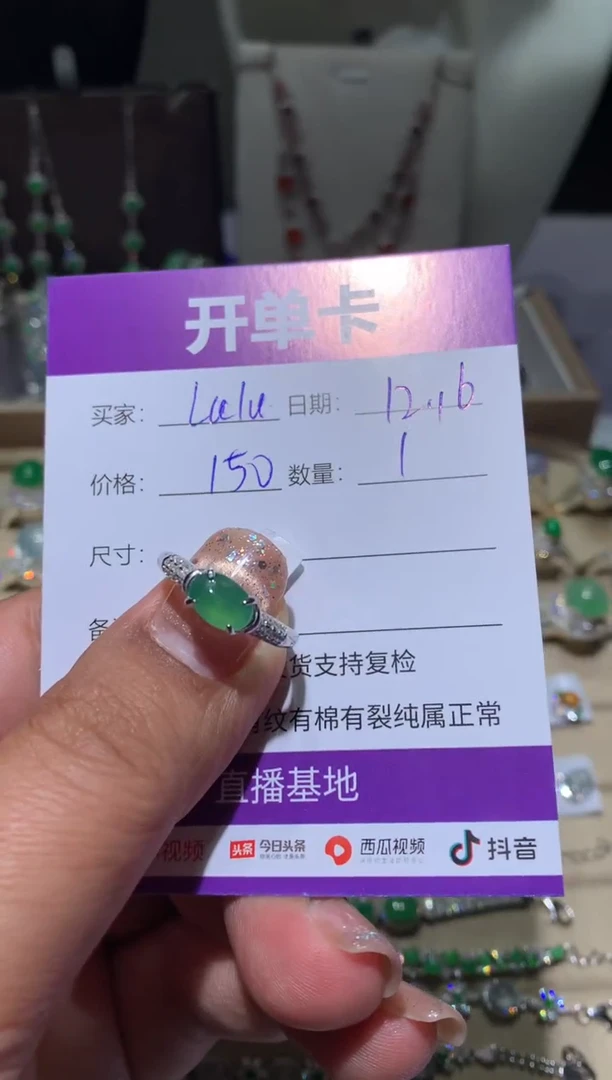 开单卡
买家: Lulu 日期: 12.16
价格: 150 数量: 1
尺寸:
货支持复检
纹有棉有裂纯属正常
直播基地
视频 头条 今日头条 西瓜视频 抖音